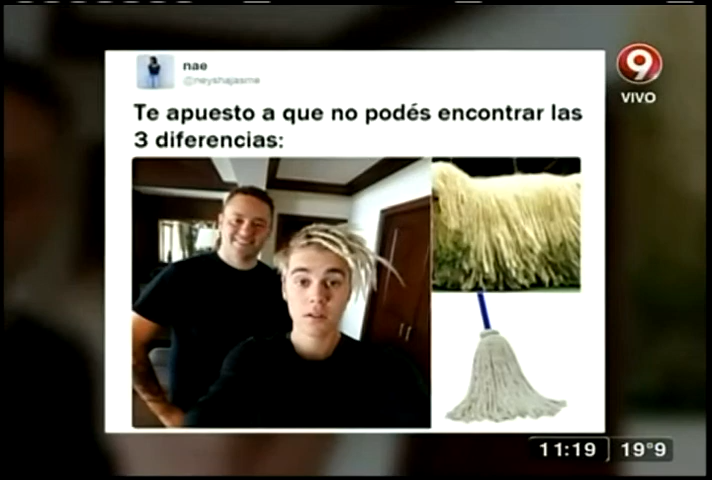 nae
@neyshajasme
Te apuesto a que no podés encontrar las
3 diferencias:
9
VIVO
11:19 19°9